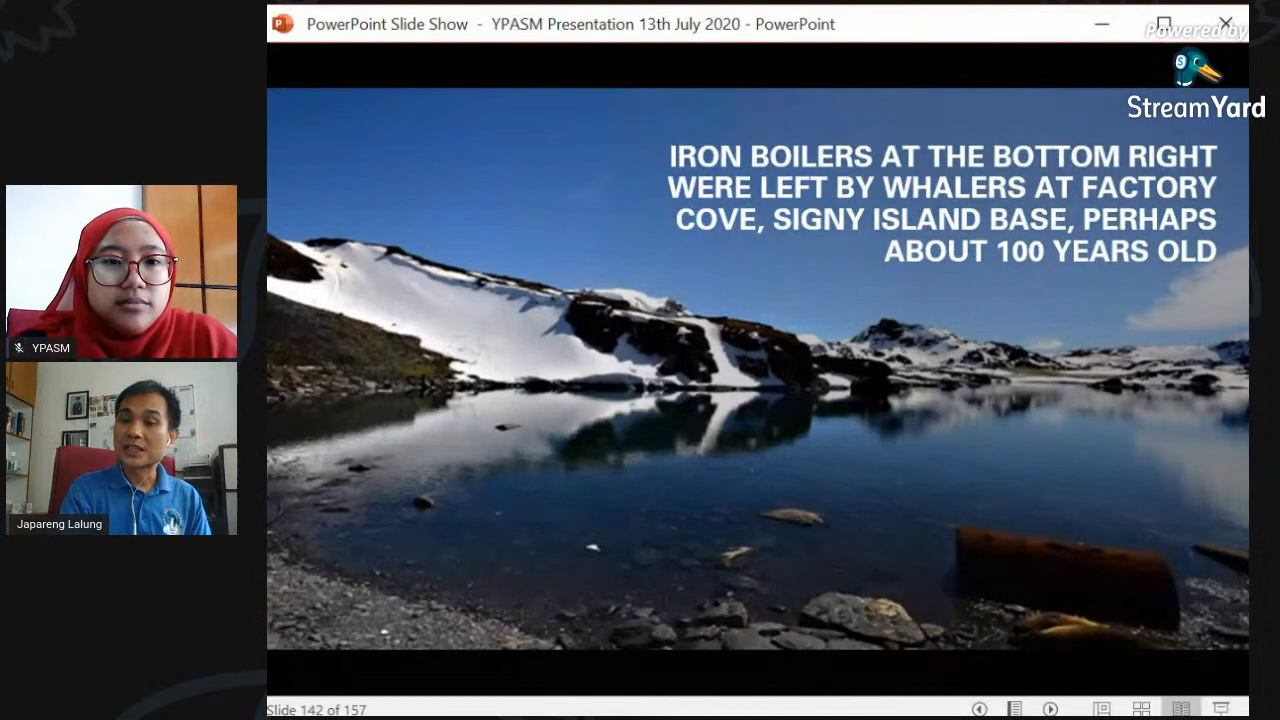 PowerPoint Slide Show - YPASM Presentation 13th July 2020 - PowerPoint
Powered by
StreamYard
IRON BOILERS AT THE BOTTOM RIGHT
WERE LEFT BY WHALERS AT FACTORY
COVE, SIGNY ISLAND BASE, PERHAPS
ABOUT 100 YEARS OLD
YPASM
Japareng Lalung
Slide 142 of 157